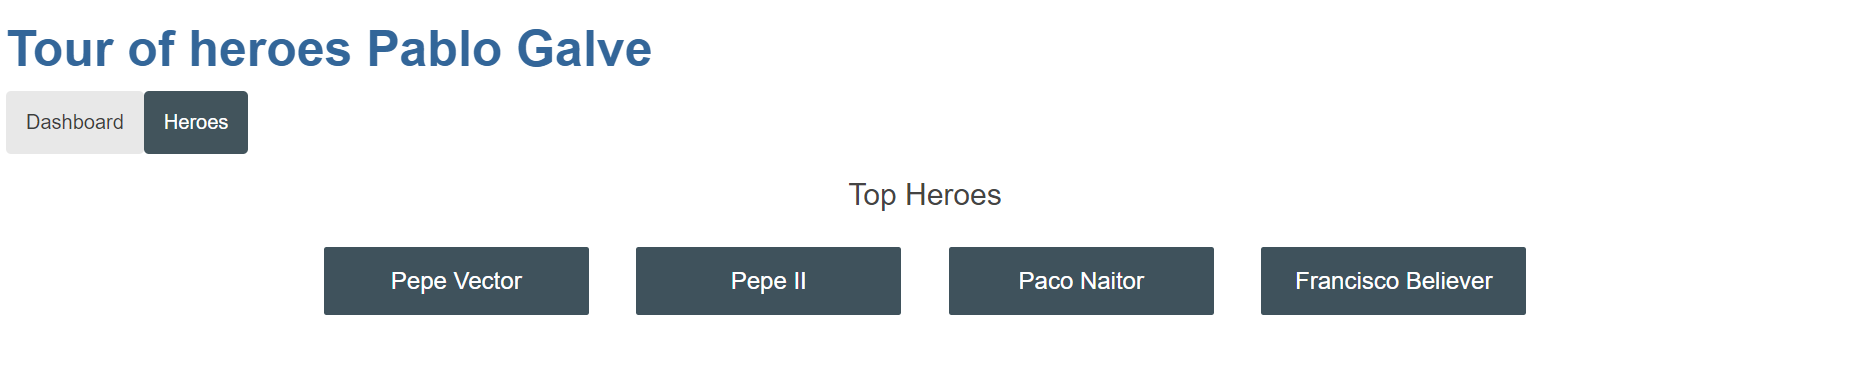 Tour of heroes Pablo Galve
Dashboard Heroes
Top Heroes
Pepe Vector Pepe II Paco Naitor Francisco Believer